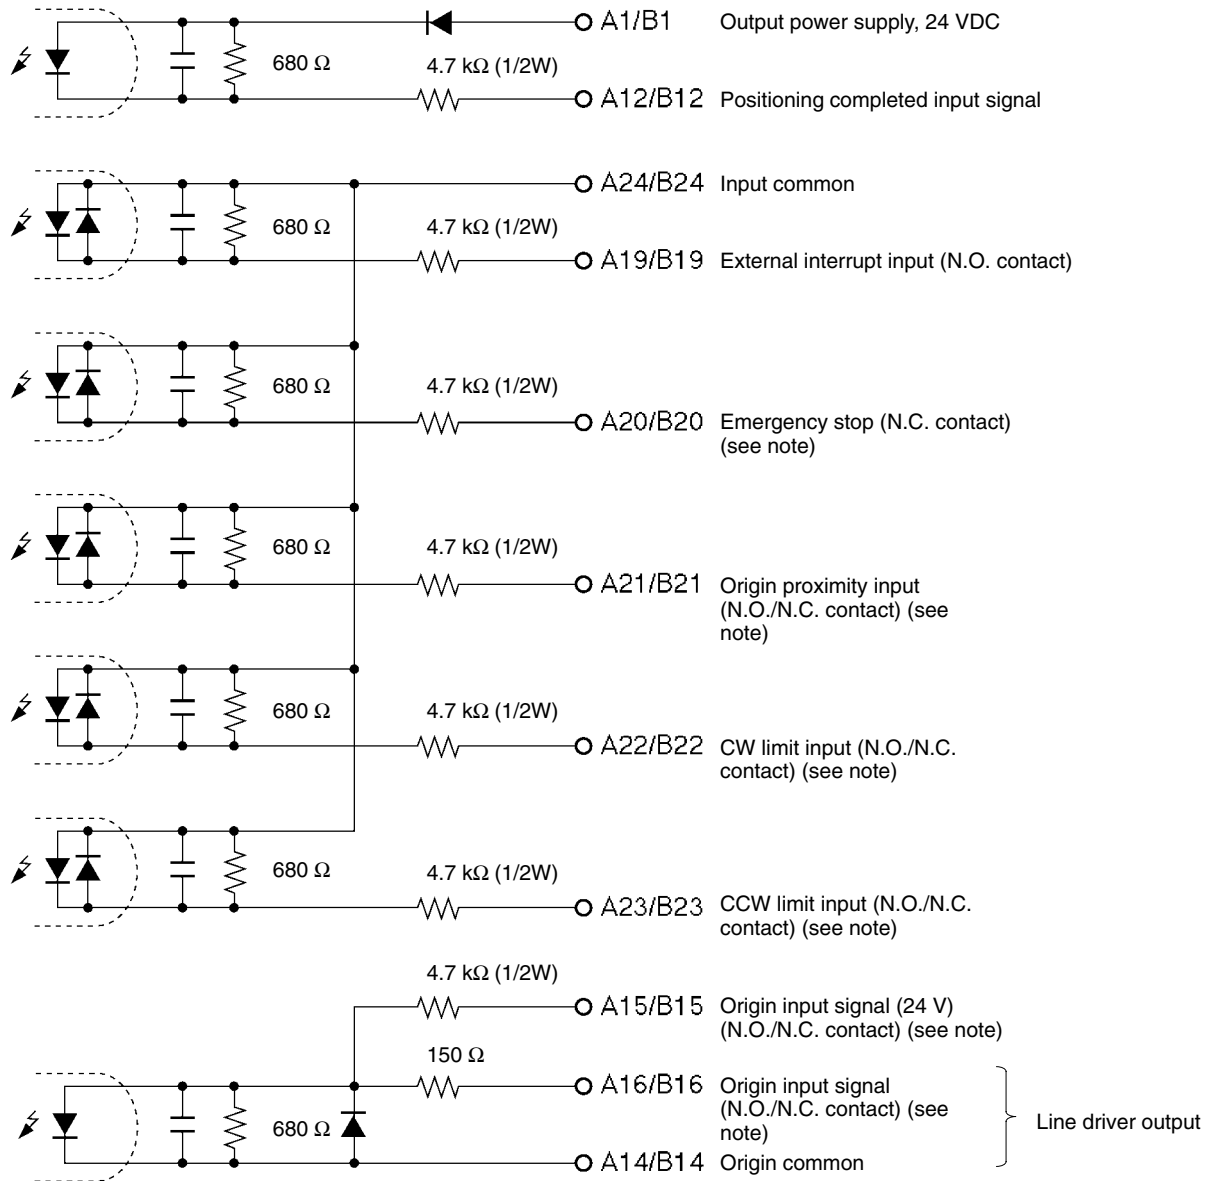 A1/B1 Output power supply, 24 VDC
680 Ω 4.7 kΩ (1/2W)
A12/B12 Positioning completed input signal
A24/B24 Input common
680 Ω 4.7 kΩ (1/2W)
A19/B19 External interrupt input (N.O. contact)
680 Ω 4.7 kΩ (1/2W)
A20/B20 Emergency stop (N.C. contact)
(see note)
680 Ω 4.7 kΩ (1/2W)
A21/B21 Origin proximity input
(N.O./N.C. contact) (see
note)
680 Ω 4.7 kΩ (1/2W)
A22/B22 CW limit input (N.O./N.C.
contact) (see note)
680 Ω 4.7 kΩ (1/2W)
A23/B23 CCW limit input (N.O./N.C.
contact) (see note)
4.7 kΩ (1/2W)
A15/B15 Origin input signal (24 V)
(N.O./N.C. contact) (see note)
150 Ω
A16/B16 Origin input signal
(N.O./N.C. contact) (see
note)
Line driver output
680 Ω
A14/B14 Origin common